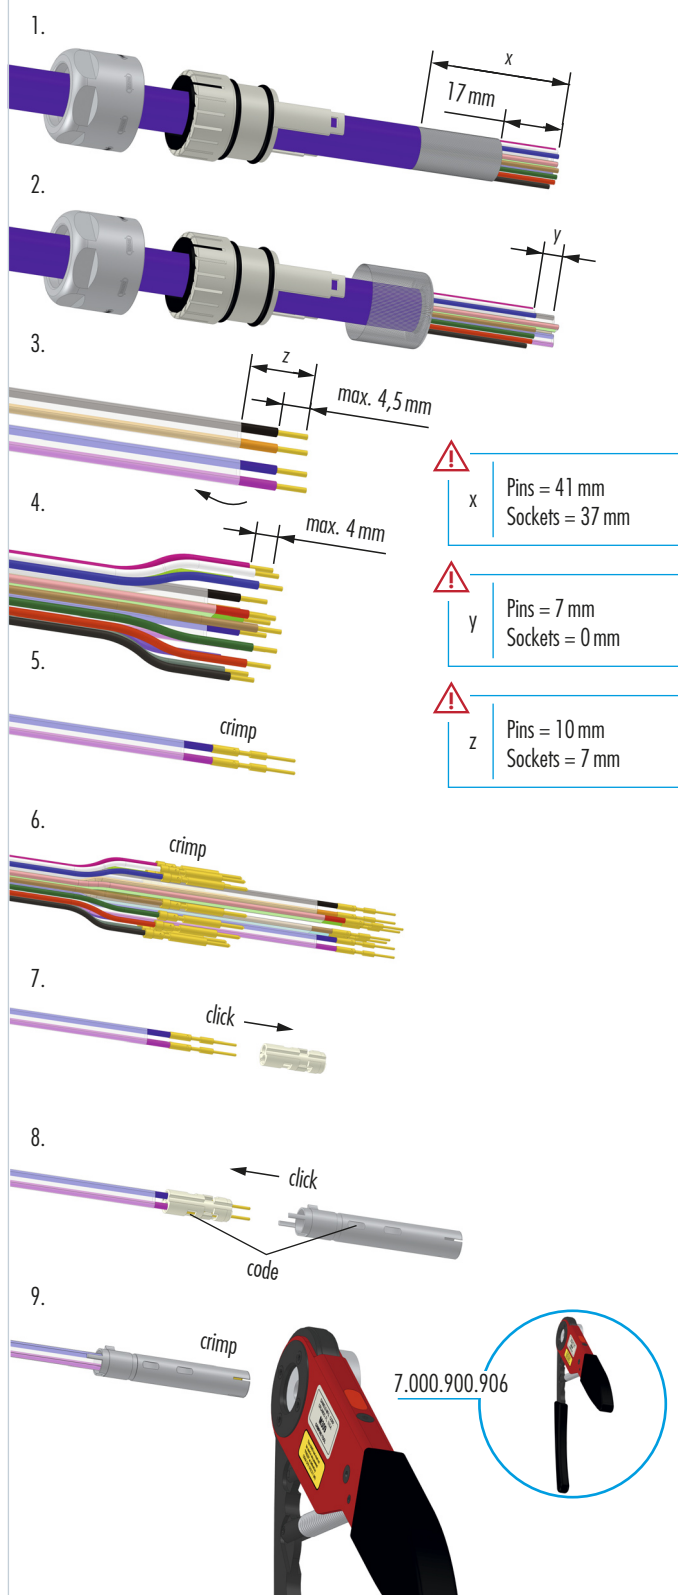 1.
x
17 mm
2.
y
3.
z
max. 4,5 mm
x
Pins = 41 mm
Sockets = 37 mm
4.
max. 4 mm
y
Pins = 7 mm
Sockets = 0 mm
5.
crimp
z
Pins = 10 mm
Sockets = 7 mm
6.
crimp
7.
click
8.
click
code
9.
crimp
7.000.900.906